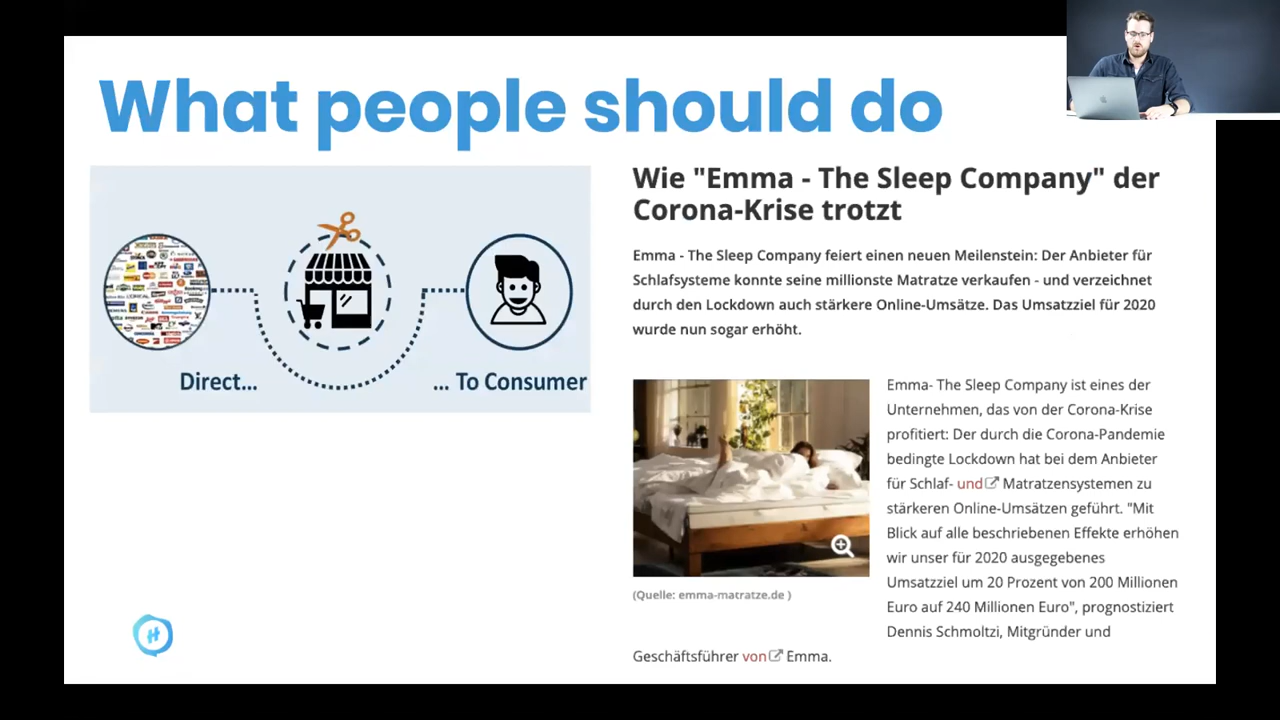 What people should do
Direct...
... To Consumer
Wie "Emma - The Sleep Company" der
Corona-Krise trotzt
Emma - The Sleep Company feiert einen neuen Meilenstein: Der Anbieter für
Schlafsysteme konnte seine millionste Matratze verkaufen - und verzeichnet
durch den Lockdown auch stärkere Online-Umsätze. Das Umsatzziel für 2020
wurde nun sogar erhöht.
(Quelle: emma-matratze.de )
Emma- The Sleep Company ist eines der
Unternehmen, das von der Corona-Krise
profitiert: Der durch die Corona-Pandemie
bedingte Lockdown hat bei dem Anbieter
für Schlaf- und Matratzensystemen zu
stärkeren Online-Umsätzen geführt. "Mit
Blick auf alle beschriebenen Effekte erhöhen
wir unser für 2020 ausgegebenes
Umsatzziel um 20 Prozent von 200 Millionen
Euro auf 240 Millionen Euro", prognostiziert
Dennis Schmoltzi, Mitgründer und
Geschäftsführer von Emma.
H